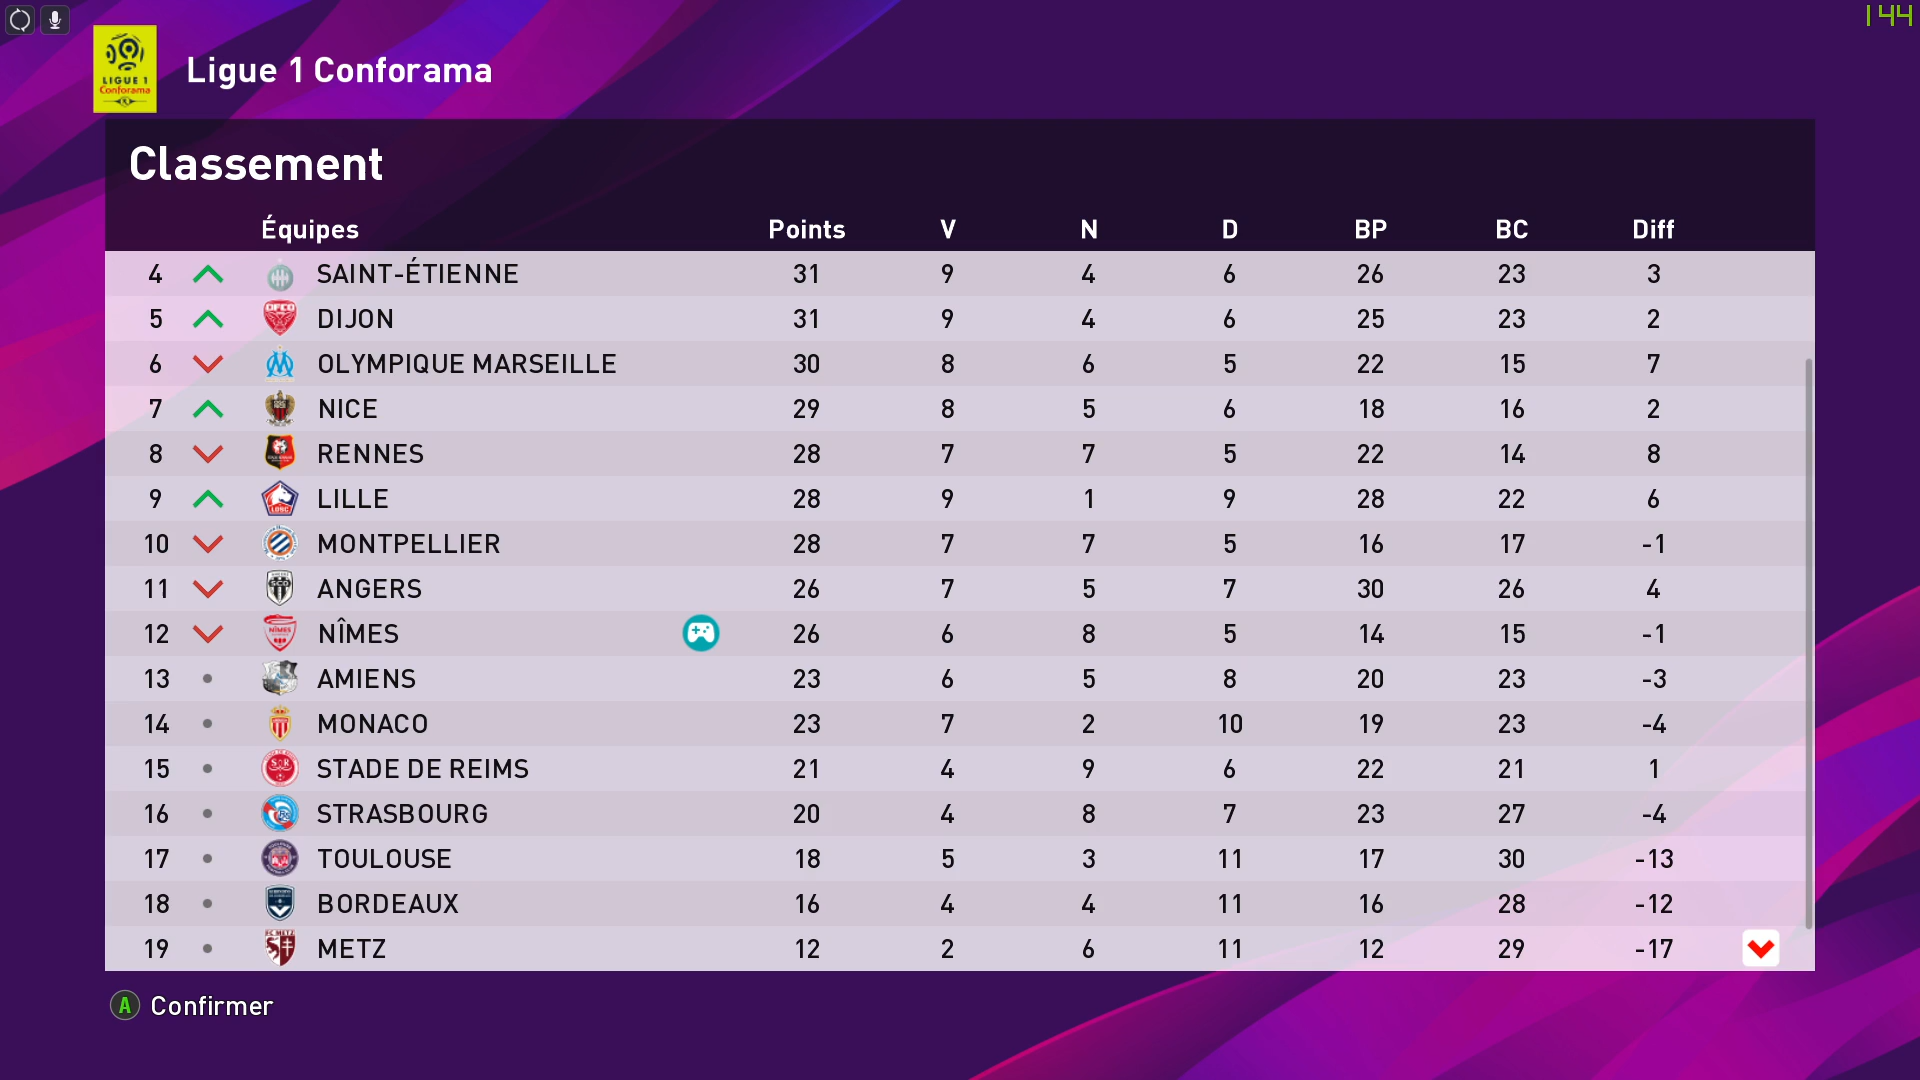 144
LIGUE 1
Conforama
Ligue 1 Conforama
Classement
Équipes Points V N D BP BC Diff
4 SAINT-ÉTIENNE 31 9 4 6 26 23 3
5 DIJON 31 9 4 6 25 23 2
6 OLYMPIQUE MARSEILLE 30 8 6 5 22 15 7
7 NICE 29 8 5 6 18 16 2
8 RENNES 28 7 7 5 22 14 8
9 LILLE 28 9 1 9 28 22 6
10 MONTPELLIER 28 7 7 5 16 17 -1
11 ANGERS 26 7 5 7 30 26 4
12 NÎMES 26 6 8 5 14 15 -1
13 AMIENS 23 6 5 8 20 23 -3
14 MONACO 23 7 2 10 19 23 -4
15 STADE DE REIMS 21 4 9 6 22 21 1
16 STRASBOURG 20 4 8 7 23 27 -4
17 TOULOUSE 18 5 3 11 17 30 -13
18 BORDEAUX 16 4 4 11 16 28 -12
19 METZ 12 2 6 11 12 29 -17
A Confirmer